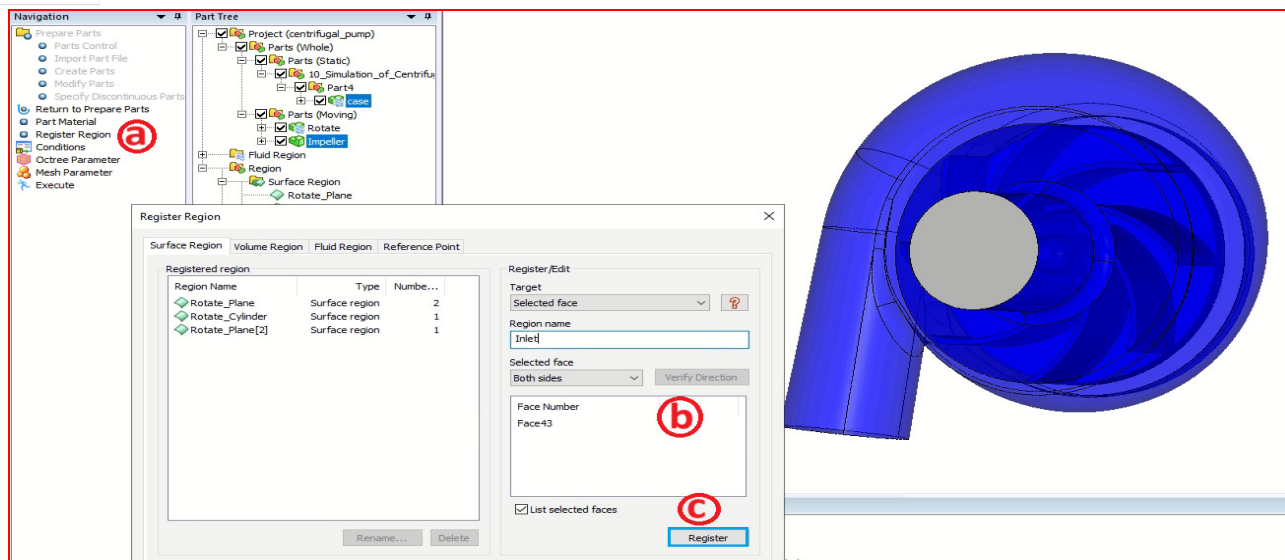 Navigation
Prepare Parts
Parts Control
Import Part File
Create Parts
Modify Parts
Specify Discontinuous Parts
Return to Prepare Parts
Part Material
Register Region
Conditions
Octree Parameter
Mesh Parameter
Execute
a
Part Tree
Project (centrifugal_pump)
Parts (Whole)
Parts (Static)
10_Simulation_of_Centrifu
Part4
case
Parts (Moving)
Rotate
Impeller
Fluid Region
Region
Surface Region
Rotate_Plane
Register Region
Surface Region Volume Region Fluid Region Reference Point
Registered region
Region Name Type Numbe...
Rotate_Plane Surface region 2
Rotate_Cylinder Surface region 1
Rotate_Plane[2] Surface region 1
Rename... Delete
Register/Edit
Target
Selected face ?
Region name
Inlet
Selected face
Both sides Verify Direction
Face Number
Face43
b
List selected faces
c
Register